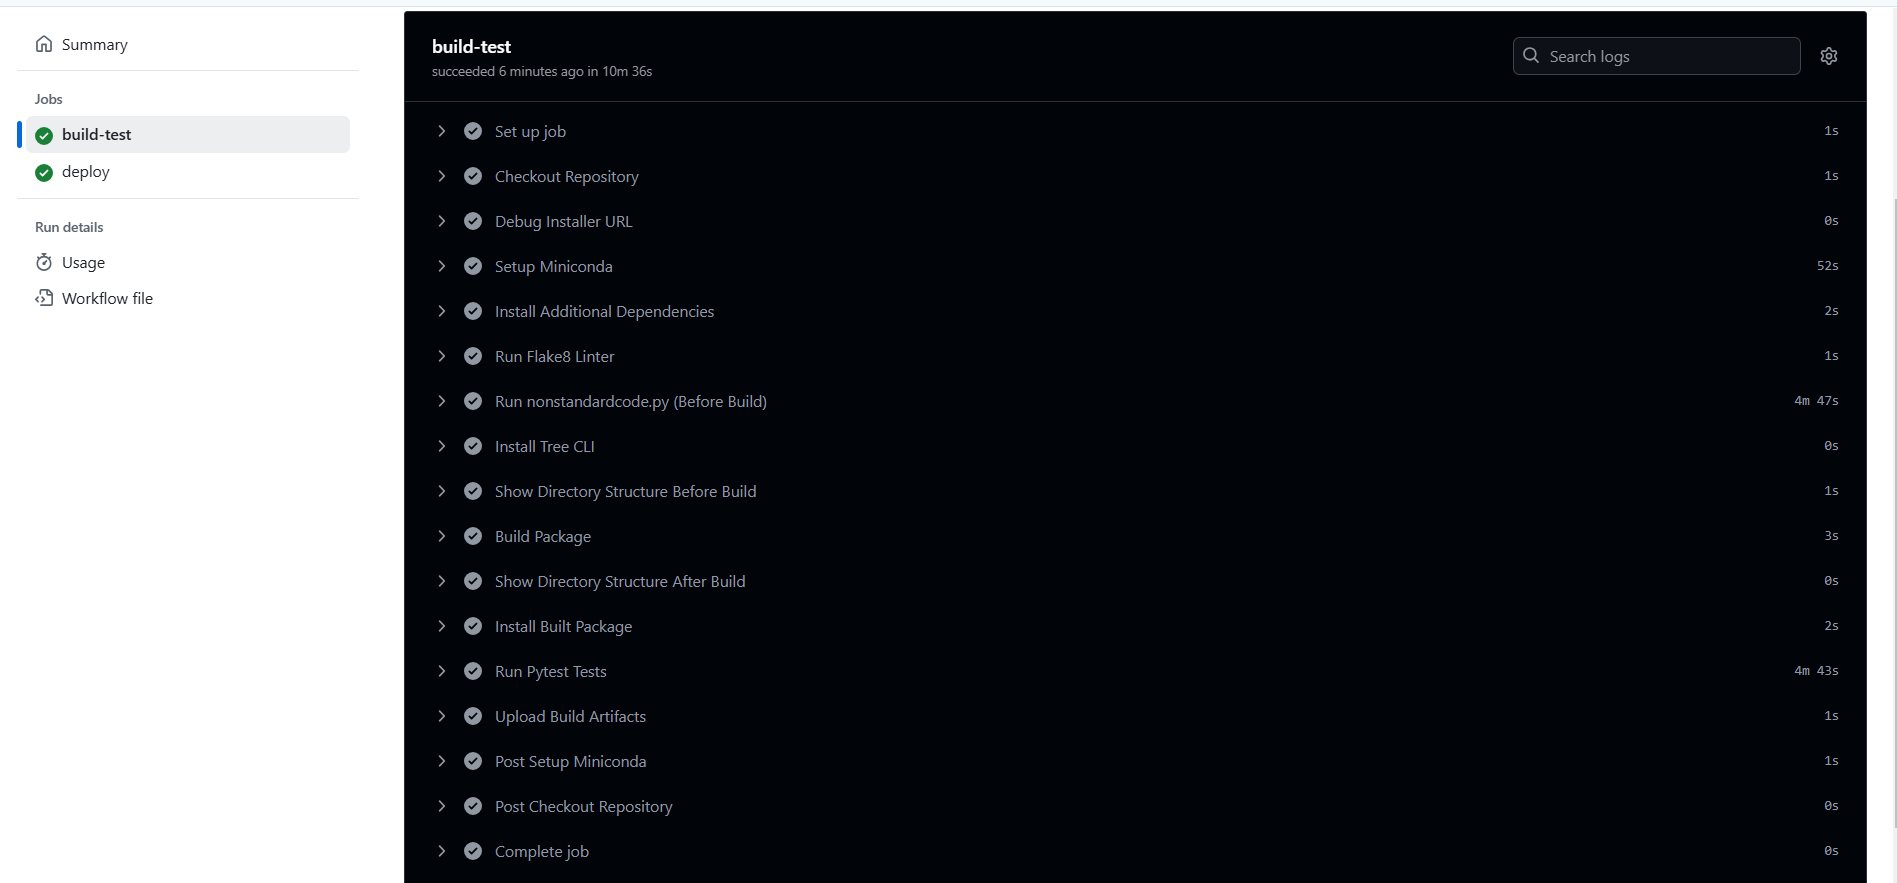 Summary
Jobs
build-test
deploy
Run details
Usage
Workflow file
build-test
succeeded 6 minutes ago in 10m 36s
Search logs
Set up job 1s
Checkout Repository 1s
Debug Installer URL 0s
Setup Miniconda 52s
Install Additional Dependencies 2s
Run Flake8 Linter 1s
Run nonstandardcode.py (Before Build) 4m 47s
Install Tree CLI 0s
Show Directory Structure Before Build 1s
Build Package 3s
Show Directory Structure After Build 0s
Install Built Package 2s
Run Pytest Tests 4m 43s
Upload Build Artifacts 1s
Post Setup Miniconda 1s
Post Checkout Repository 0s
Complete job 0s